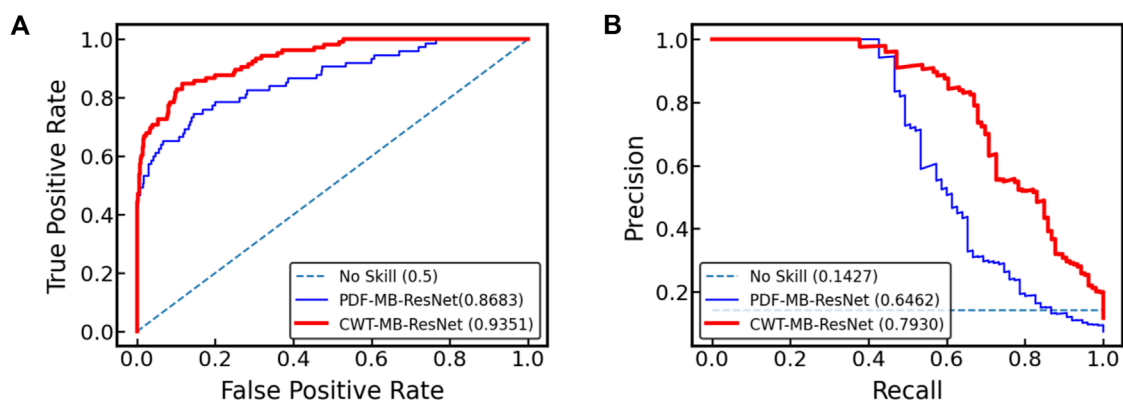 A
True Positive Rate
1.0
0.8
0.6
0.4
0.2
0.0
No Skill (0.5)
PDF-MB-ResNet(0.8683)
CWT-MB-ResNet (0.9351)
0.0 0.2 0.4 0.6 0.8 1.0
False Positive Rate
B
Precision
1.0
0.8
0.6
0.4
0.2
No Skill (0.1427)
PDF-MB-ResNet (0.6462)
CWT-MB-ResNet (0.7930)
0.0 0.2 0.4 0.6 0.8 1.0
Recall